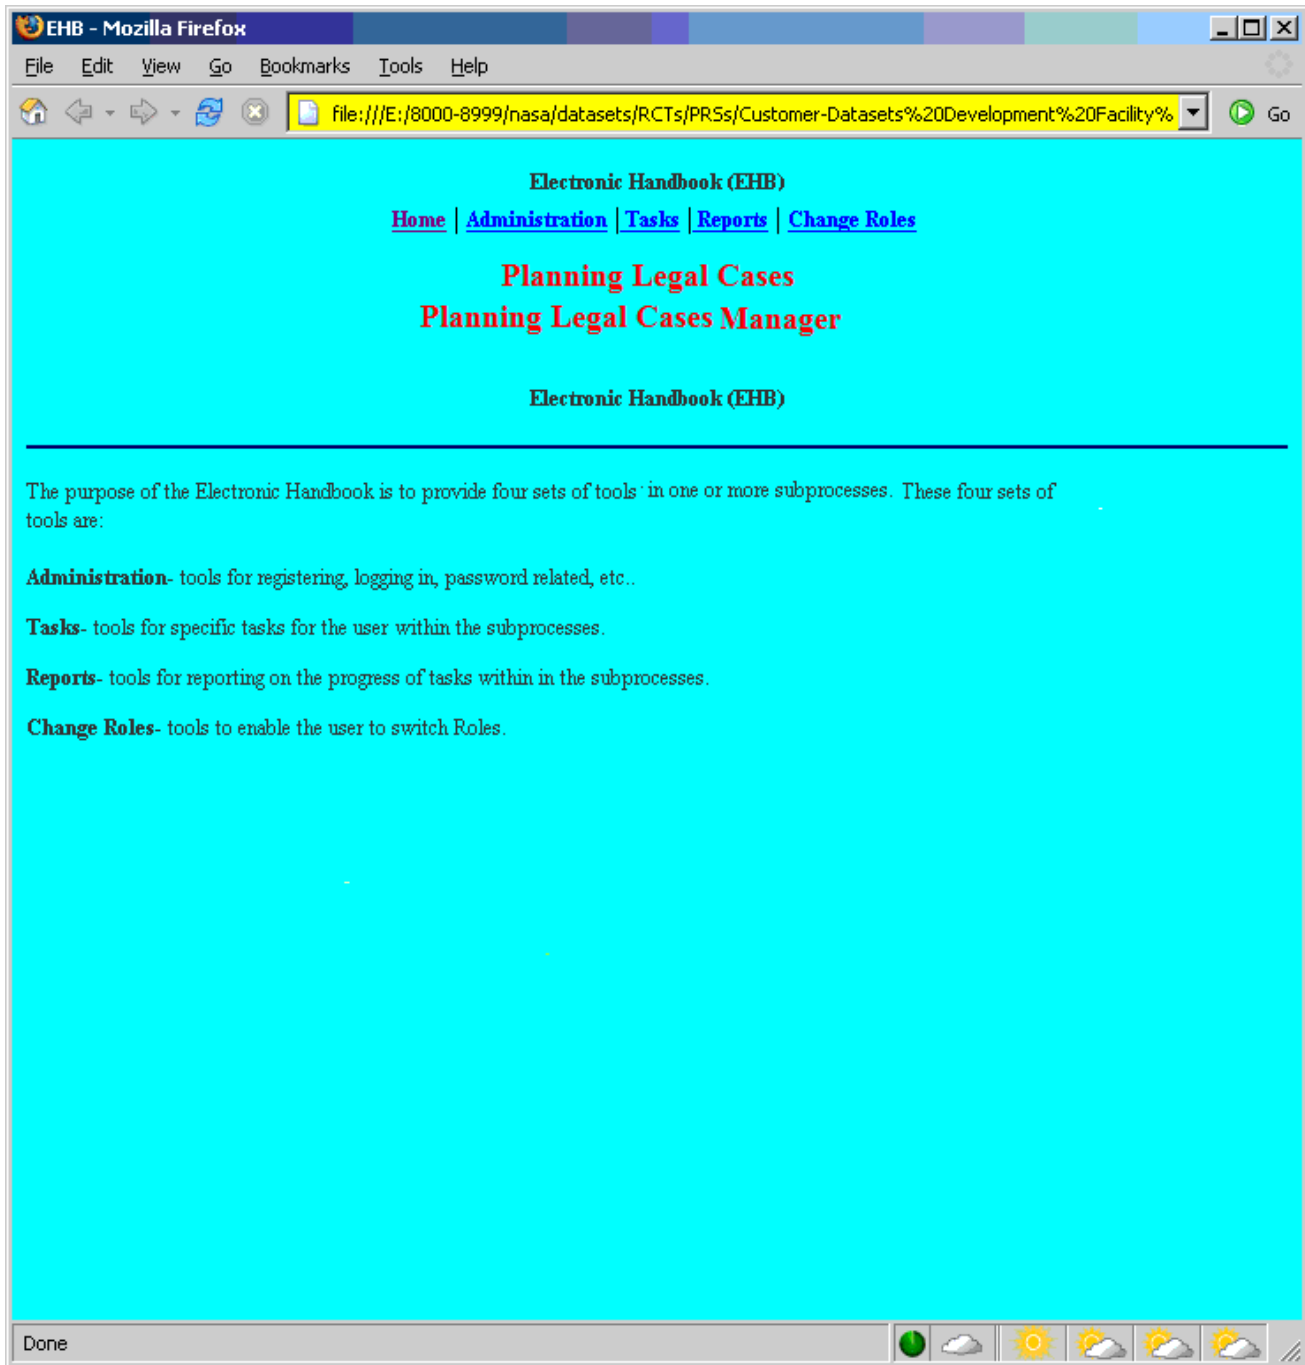 EHB - Mozilla Firefox
File Edit View Go Bookmarks Tools Help
file:///E:/8000-8999/nasa/datasets/RCTs/PRSs/Customer-Datasets%20Development%20Facility% Go
Electronic Handbook (EHB)
Home | Administration | Tasks | Reports | Change Roles
Planning Legal Cases
Planning Legal Cases Manager
Electronic Handbook (EHB)
The purpose of the Electronic Handbook is to provide four sets of tools in one or more subprocesses. These four sets of
tools are:
Administration- tools for registering, logging in, password related, etc..
Tasks- tools for specific tasks for the user within the subprocesses.
Reports- tools for reporting on the progress of tasks within in the subprocesses.
Change Roles- tools to enable the user to switch Roles.
Done